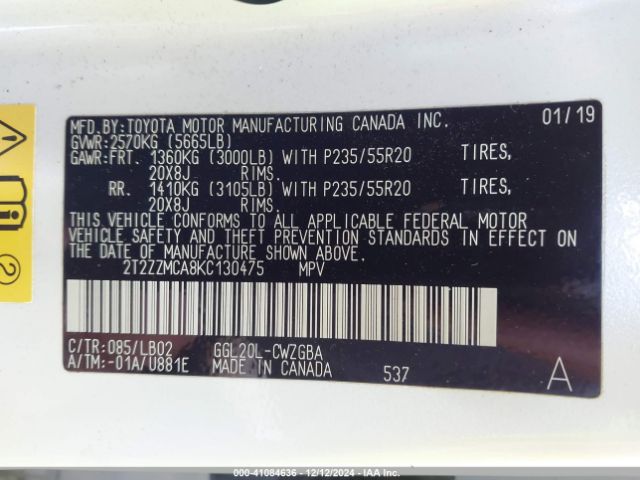 MFD.BY:TOYOTA MOTOR MANUFACTURING CANADA INC. 01/19
GVWR:2570KG (5665LB)
GAWR:FRT. 1360KG (3000LB) WITH P235/55R20 TIRES,
20X8J RIMS.
RR. 1410KG (3105LB) WITH P235/55R20 TIRES,
20X8J RIMS.
THIS VEHICLE CONFORMS TO ALL APPLICABLE FEDERAL MOTOR
VEHICLE SAFETY AND THEFT PREVENTION STANDARDS IN EFFECT ON
THE DATE OF MANUFACTURE SHOWN ABOVE.
2T2ZZMCA8KC130475 MPV
C/TR:085/LB02 GGL20L-CWZGBA
A/TM:-01A/U881E MADE IN CANADA 537 A
2
000-41084636 - 12/12/2024 - IAAI.COM